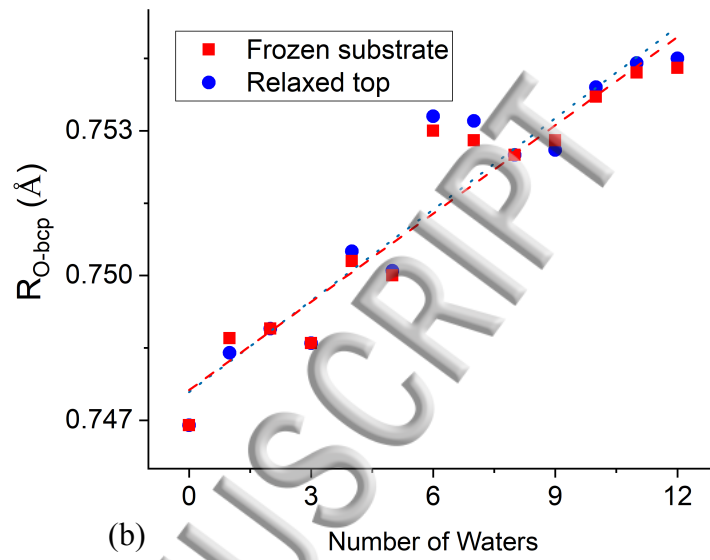 Frozen substrate
Relaxed top
0.753
0.750
0.747
R_O-bcp (Å)
0 3 6 9 12
(b) Number of Waters
USCRIPT